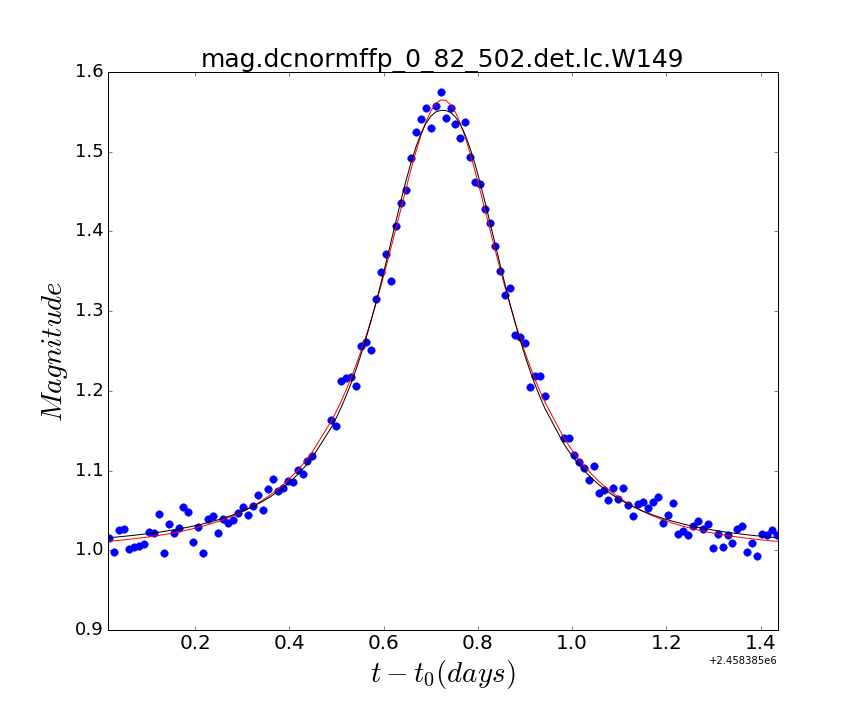 mag.dcnormffp_0_82_502.det.lc.W149
1.6
1.5
1.4
1.3
1.2
1.1
1.0
0.9
Magnitude
0.2 0.4 0.6 0.8 1.0 1.2 1.4
+2.458385e6
t − t₀(days)